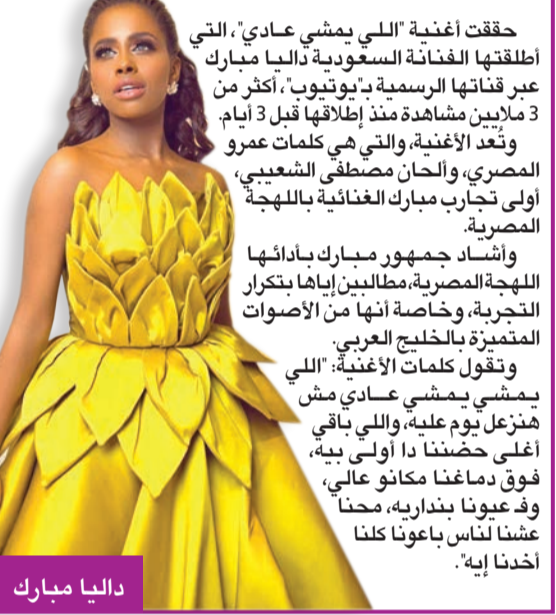 حققت أغنية "اللي يمشي عادي"، التي
أطلقتها الفنانة السعودية داليا مبارك
عبر قناتها الرسمية بـ"يوتيوب"، أكثر من
3 ملايين مشاهدة منذ إطلاقها قبل 3 أيام.
وتُعد الأغنية، والتي هي كلمات عمرو
المصري، وألحان مصطفى الشعيبي،
أولى تجارب مبارك الغنائية باللهجة
المصرية.
وأشاد جمهور مبارك بأدائها
اللهجة المصرية، مطالبين إياها بتكرار
التجربة، وخاصة أنها من الأصوات
المتميزة بالخليج العربي.
وتقول كلمات الأغنية: "اللي
يمشي يمشي عادي مش
هنزعل يوم عليه، واللي باقي
أغلى حضننا دا أولى بيه،
فوق دماغنا مكانو عالي،
وفـ عيونا بنداريه، محنا
عشنا لناس باعونا كلنا
أخدنا إيه".
داليا مبارك